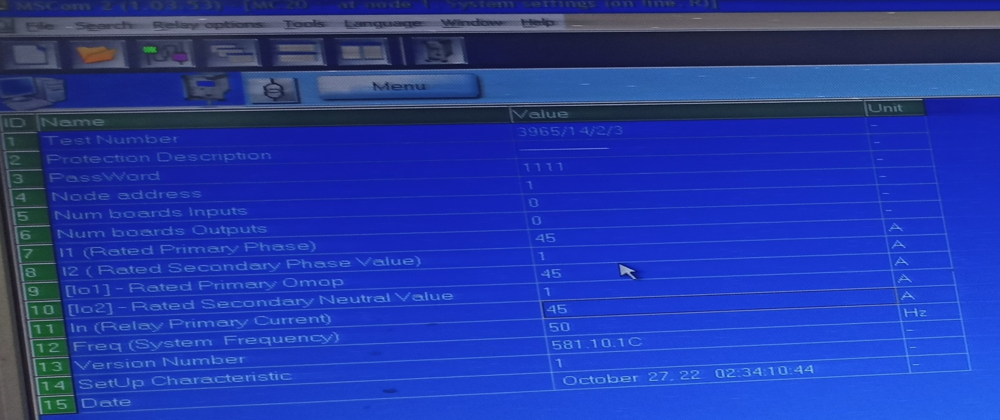 MSCom 2 (1.03.53) - [MC20 : at node 1 System settings (on line. R)]
File Search Relay options Tools Language Window Help
Menu
ID Name Value Unit
1 Test Number 3965/14/2/3 -
2 Protection Description -
3 PassWord 1111 -
4 Node address 1 -
5 Num boards Inputs 0 -
6 Num boards Outputs 0 -
7 I1 (Rated Primary Phase) 45 A
8 I2 ( Rated Secondary Phase Value) 1 A
9 [Io1] - Rated Primary Omop 45 A
10 [Io2] - Rated Secondary Neutral Value 1 A
11 In (Relay Primary Current) 45 A
12 Freq (System Frequency) 50 Hz
13 Version Number 581.10.1C -
14 SetUp Characteristic 1 -
15 Date October 27, 22 02:34:10:44 -